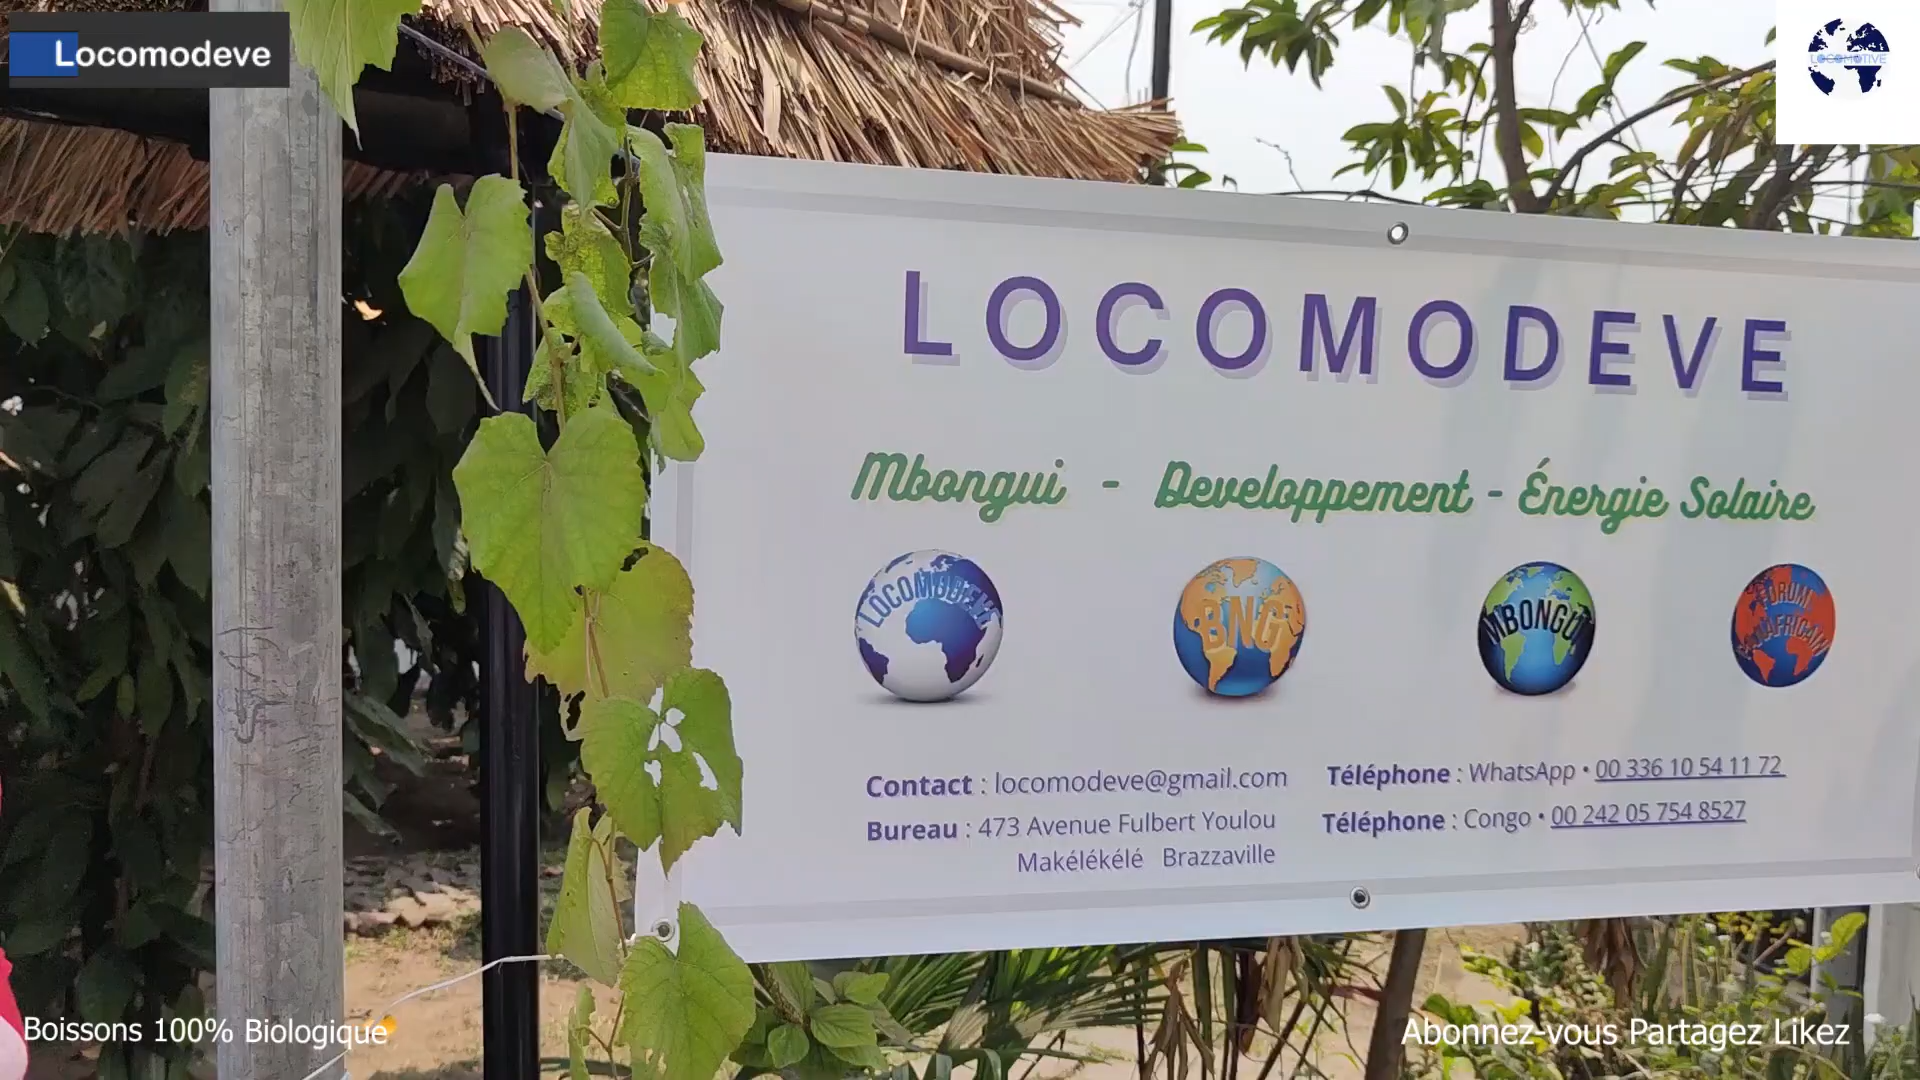 Locomodeve
LOCOMOTIVE
LOCOMODEVE
Mbongui - Developpement - Énergie Solaire
LOCOMODEVE
BNG
MBONGUI
FORUM
Contact : locomodeve@gmail.com
Téléphone : WhatsApp • 00 336 10 54 11 72
Bureau : 473 Avenue Fulbert Youlou
Téléphone : Congo • 00 242 05 754 8527
Makélékélé Brazzaville
Boissons 100% Biologique
Abonnez-vous Partagez Likez